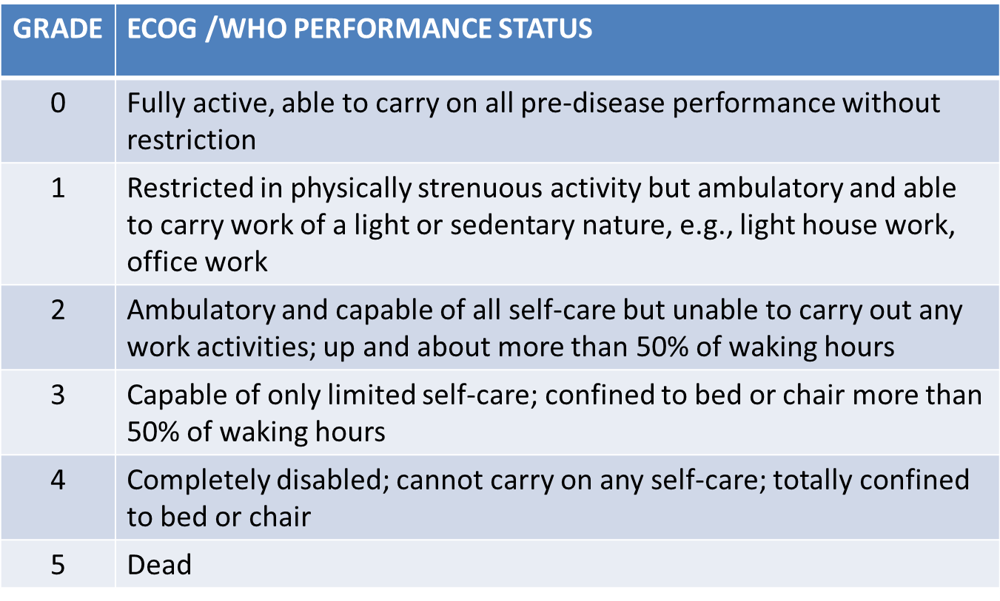 GRADE ECOG /WHO PERFORMANCE STATUS
0 Fully active, able to carry on all pre-disease performance without
restriction
1 Restricted in physically strenuous activity but ambulatory and able
to carry work of a light or sedentary nature, e.g., light house work,
office work
2 Ambulatory and capable of all self-care but unable to carry out any
work activities; up and about more than 50% of waking hours
3 Capable of only limited self-care; confined to bed or chair more than
50% of waking hours
4 Completely disabled; cannot carry on any self-care; totally confined
to bed or chair
5 Dead